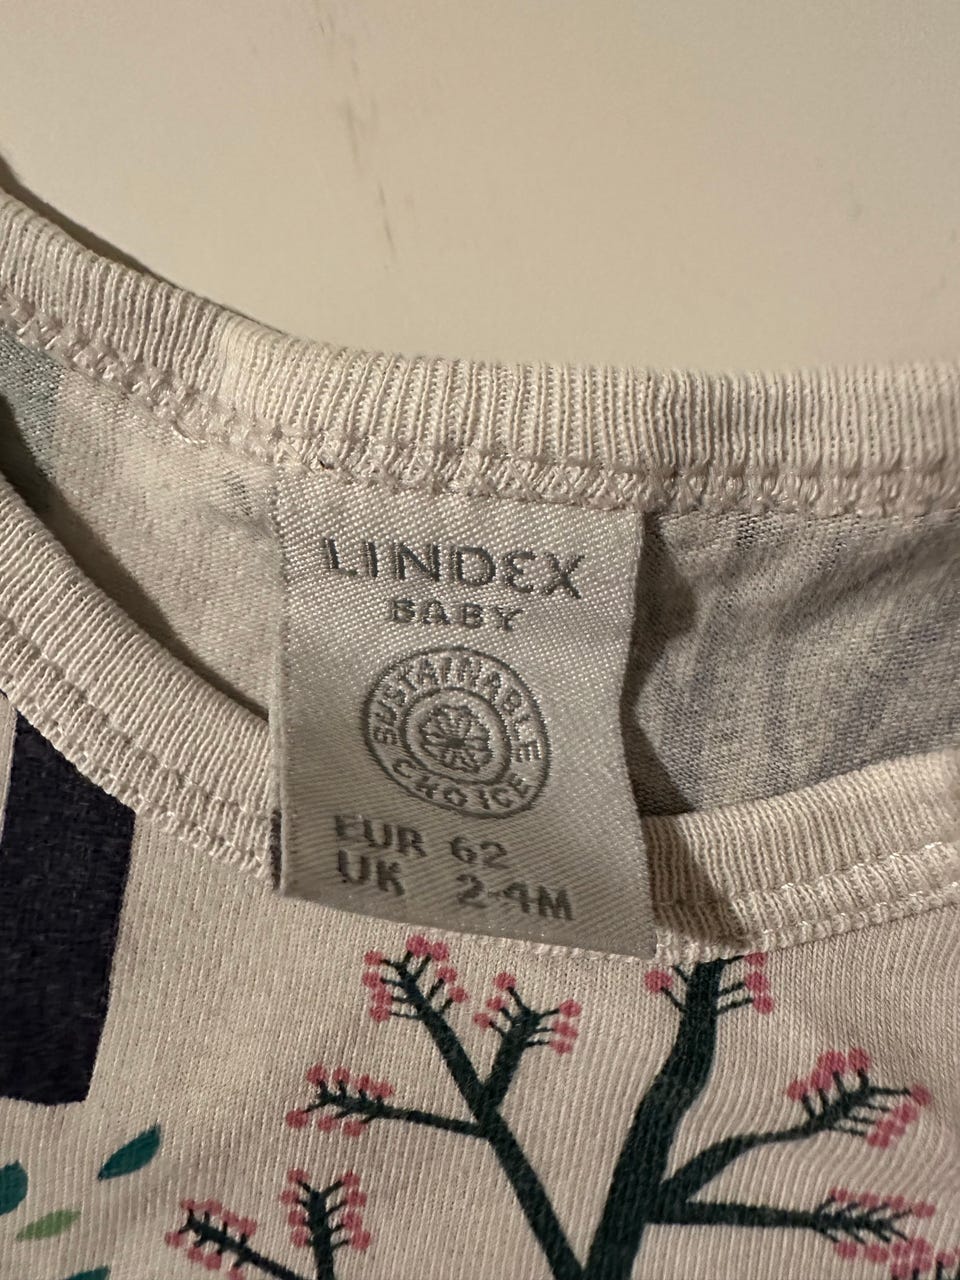 LINDEX
BABY
SUSTAINABLE
CHOICE
EUR 62
UK 2-4M